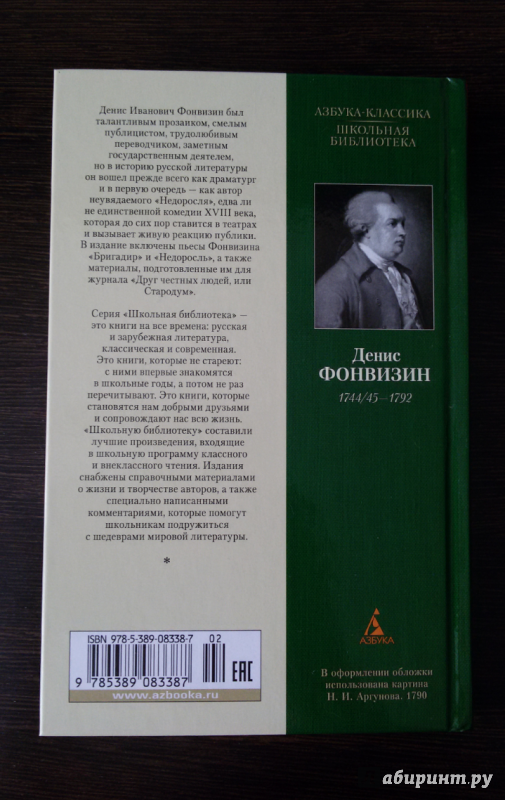 Денис Иванович Фонвизин был
талантливым прозаиком, смелым
публицистом, трудолюбивым
переводчиком, заметным
государственным деятелем,
но в историю русской литературы
он вошел прежде всего как драматург
и в первую очередь — как автор
неувядаемого «Недоросля», едва ли
не единственной комедии XVIII века,
которая до сих пор ставится в театрах
и вызывает живую реакцию публики.
В издание включены пьесы Фонвизина
«Бригадир» и «Недоросль», а также
материалы, подготовленные им для
журнала «Друг честных людей, или
Стародум».
Серия «Школьная библиотека» —
это книги на все времена: русская
и зарубежная литература,
классическая и современная.
Это книги, которые не стареют:
с ними впервые знакомятся
в школьные годы, а потом не раз
перечитывают. Это книги, которые
становятся нам добрыми друзьями
и сопровождают нас всю жизнь.
«Школьную библиотеку» составили
лучшие произведения, входящие
в школьную программу классного
и внеклассного чтения. Издания
снабжены справочными материалами
о жизни и творчестве авторов, а также
специально написанными
комментариями, которые помогут
школьникам подружиться
с шедеврами мировой литературы.
*
ISBN 978-5-389-08338-7 02
9 785389 083387
www.azbooka.ru
EAC
АЗБУКА-КЛАССИКА
ШКОЛЬНАЯ
БИБЛИОТЕКА
Денис
ФОНВИЗИН
1744/45—1792
АЗБУКА
В оформлении обложки
использована картина
Н. И. Аргунова. 1790
абиринт.ру